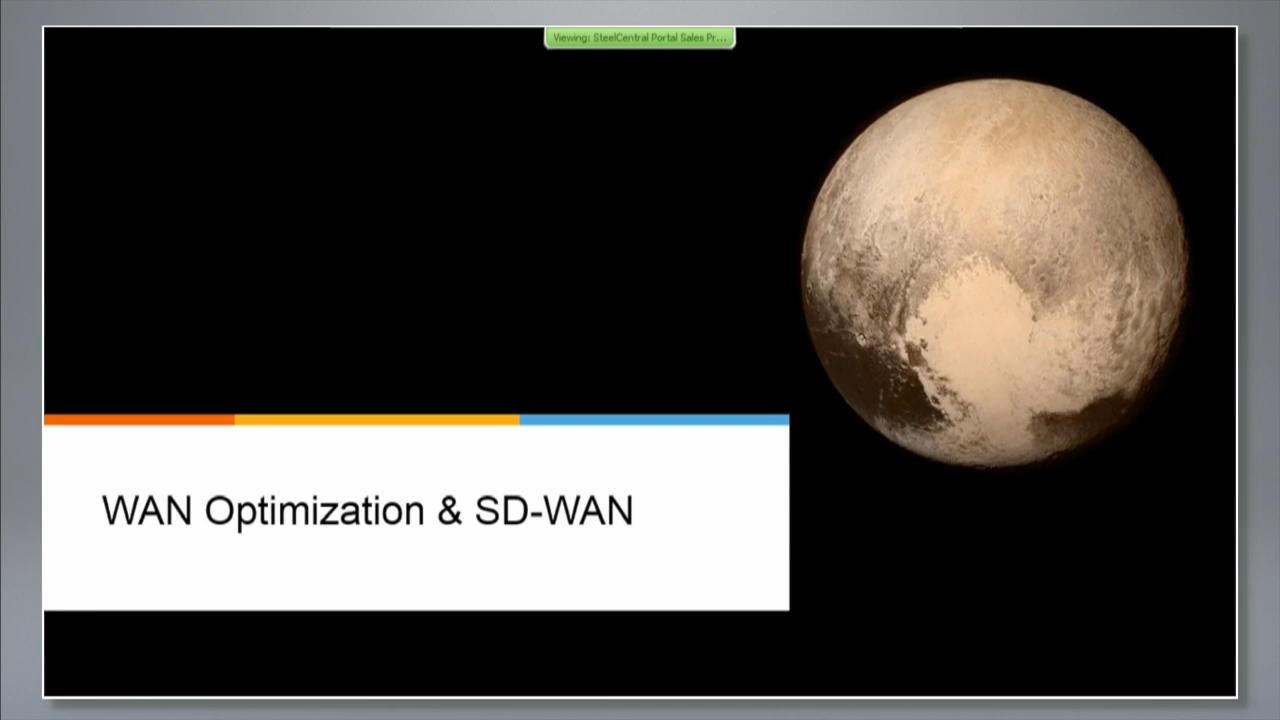 Viewing: SteelCentral Portal Sales Pr...
WAN Optimization & SD-WAN